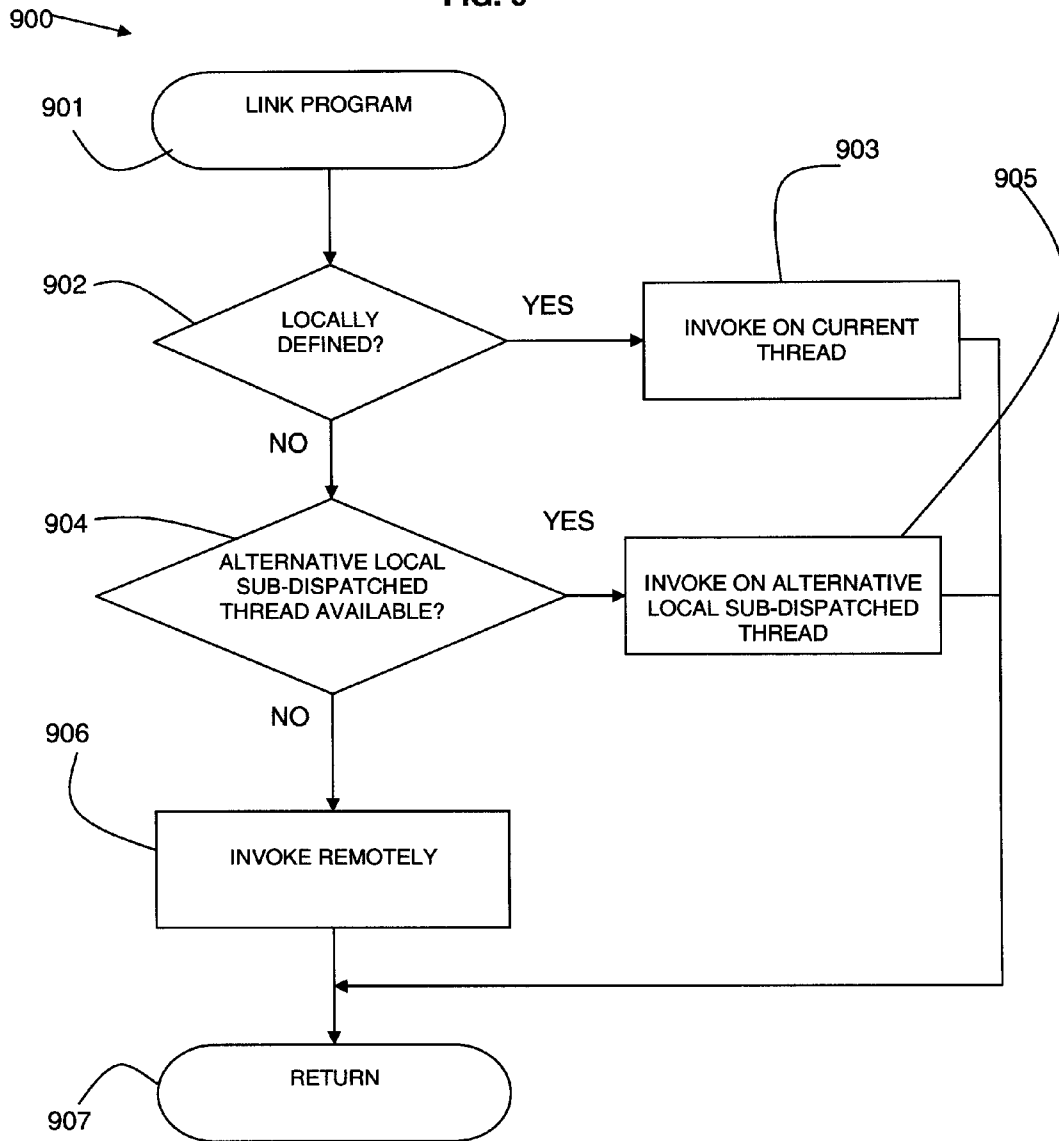 900
901
LINK PROGRAM
903
905
902
LOCALLY
DEFINED?
YES
INVOKE ON CURRENT
THREAD
NO
904
ALTERNATIVE LOCAL
SUB-DISPATCHED
THREAD AVAILABLE?
YES
INVOKE ON ALTERNATIVE
LOCAL SUB-DISPATCHED
THREAD
NO
906
INVOKE REMOTELY
RETURN
907